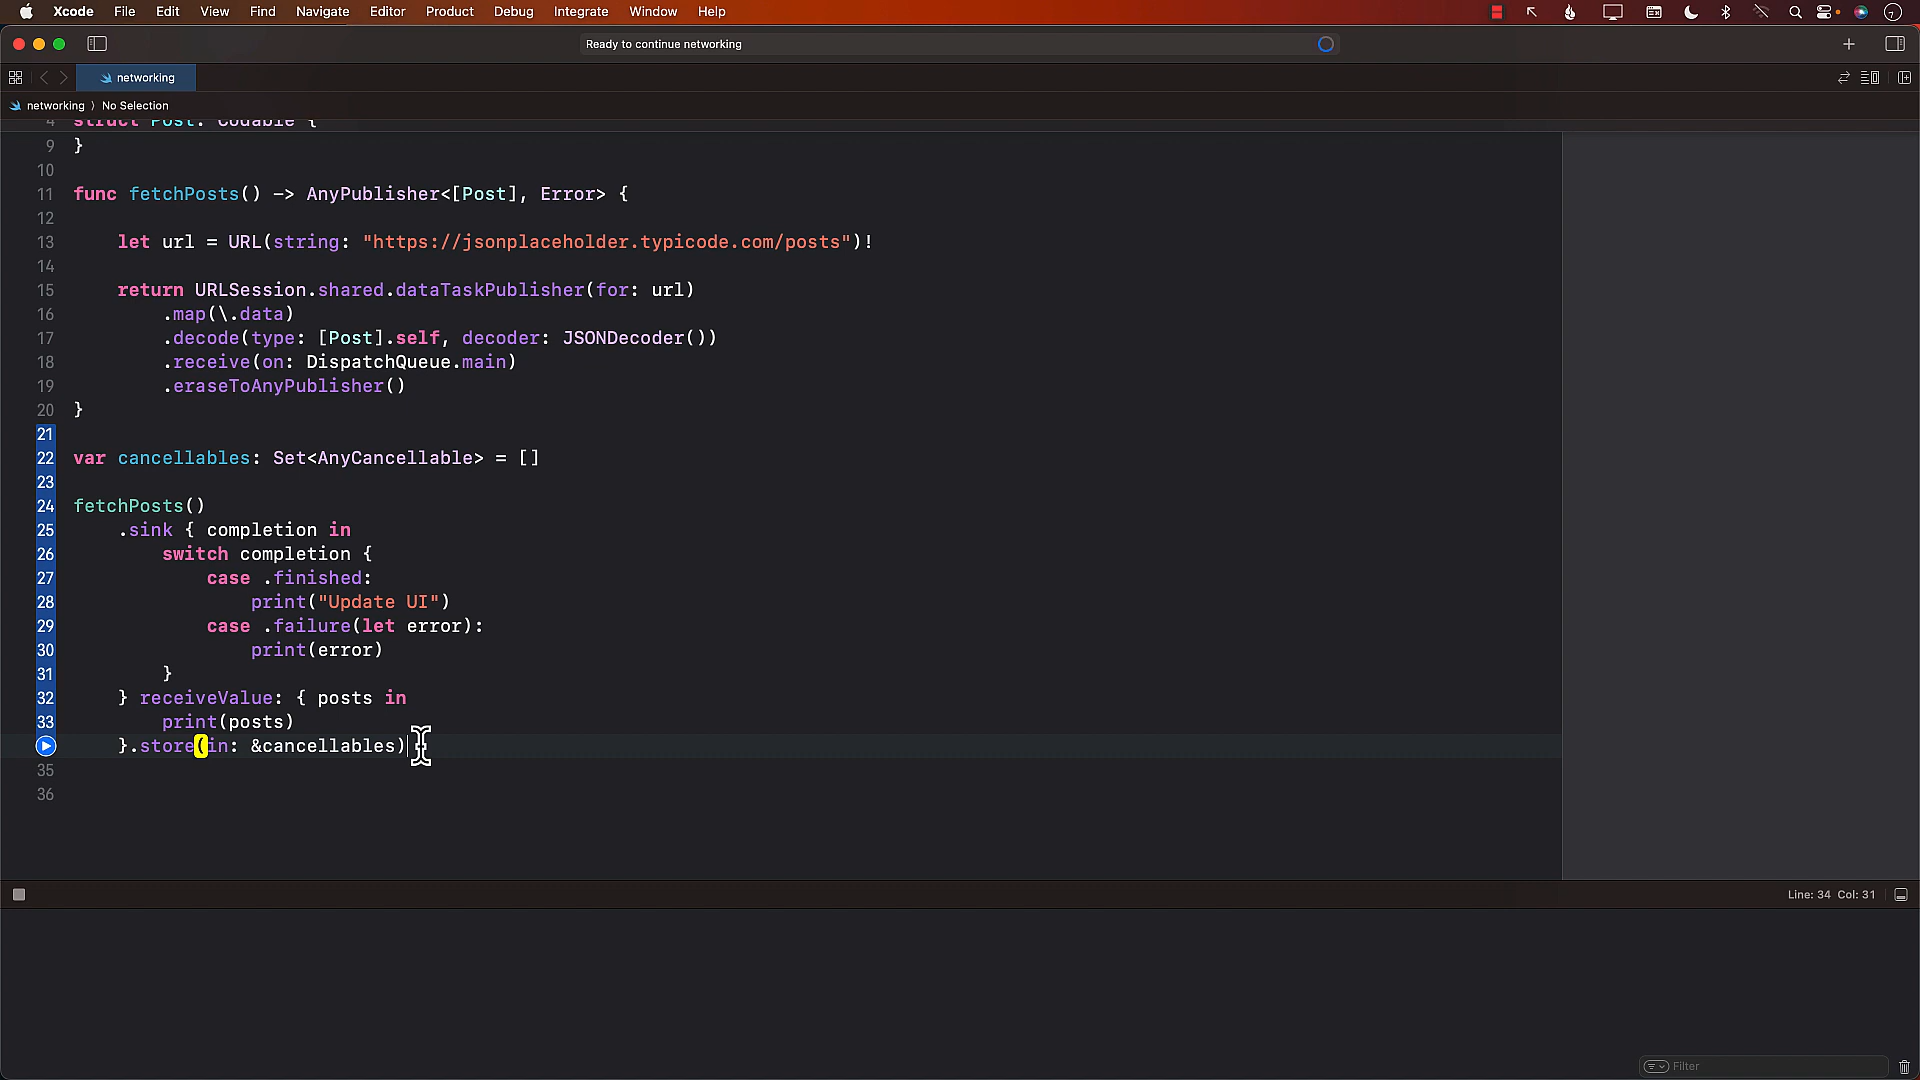 Xcode File Edit View Find Navigate Editor Product Debug Integrate Window Help
Ready to continue networking
networking
networking 〉 No Selection
4 struct Post: Codable {
9 }
10
11 func fetchPosts() -> AnyPublisher<[Post], Error> {
12
13 let url = URL(string: "https://jsonplaceholder.typicode.com/posts")!
14
15 return URLSession.shared.dataTaskPublisher(for: url)
16 .map(\.data)
17 .decode(type: [Post].self, decoder: JSONDecoder())
18 .receive(on: DispatchQueue.main)
19 .eraseToAnyPublisher()
20 }
21
22 var cancellables: Set<AnyCancellable> = []
23
24 fetchPosts()
25 .sink { completion in
26 switch completion {
27 case .finished:
28 print("Update UI")
29 case .failure(let error):
30 print(error)
31 }
32 } receiveValue: { posts in
33 print(posts)
}.store(in: &cancellables)
35
36
Line: 34 Col: 31
Filter